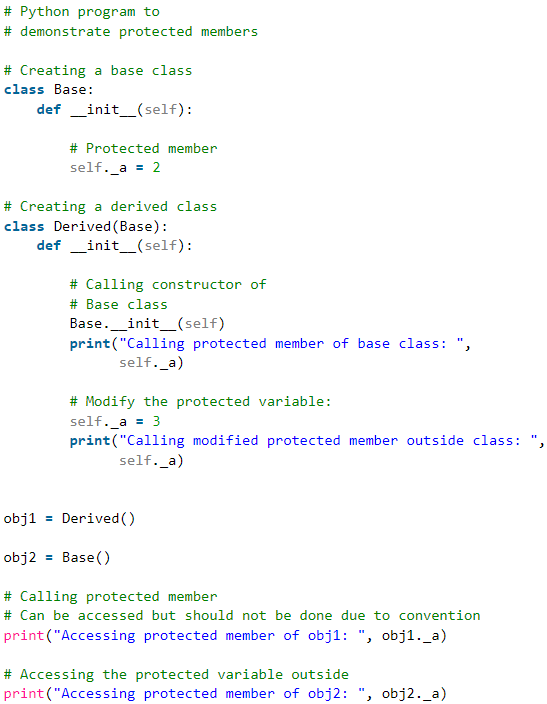 # Python program to
# demonstrate protected members

# Creating a base class
class Base:
    def __init__(self):

        # Protected member
        self._a = 2

# Creating a derived class
class Derived(Base):
    def __init__(self):

        # Calling constructor of
        # Base class
        Base.__init__(self)
        print("Calling protected member of base class: ",
              self._a)

        # Modify the protected variable:
        self._a = 3
        print("Calling modified protected member outside class: ",
              self._a)


obj1 = Derived()

obj2 = Base()

# Calling protected member
# Can be accessed but should not be done due to convention
print("Accessing protected member of obj1: ", obj1._a)

# Accessing the protected variable outside
print("Accessing protected member of obj2: ", obj2._a)